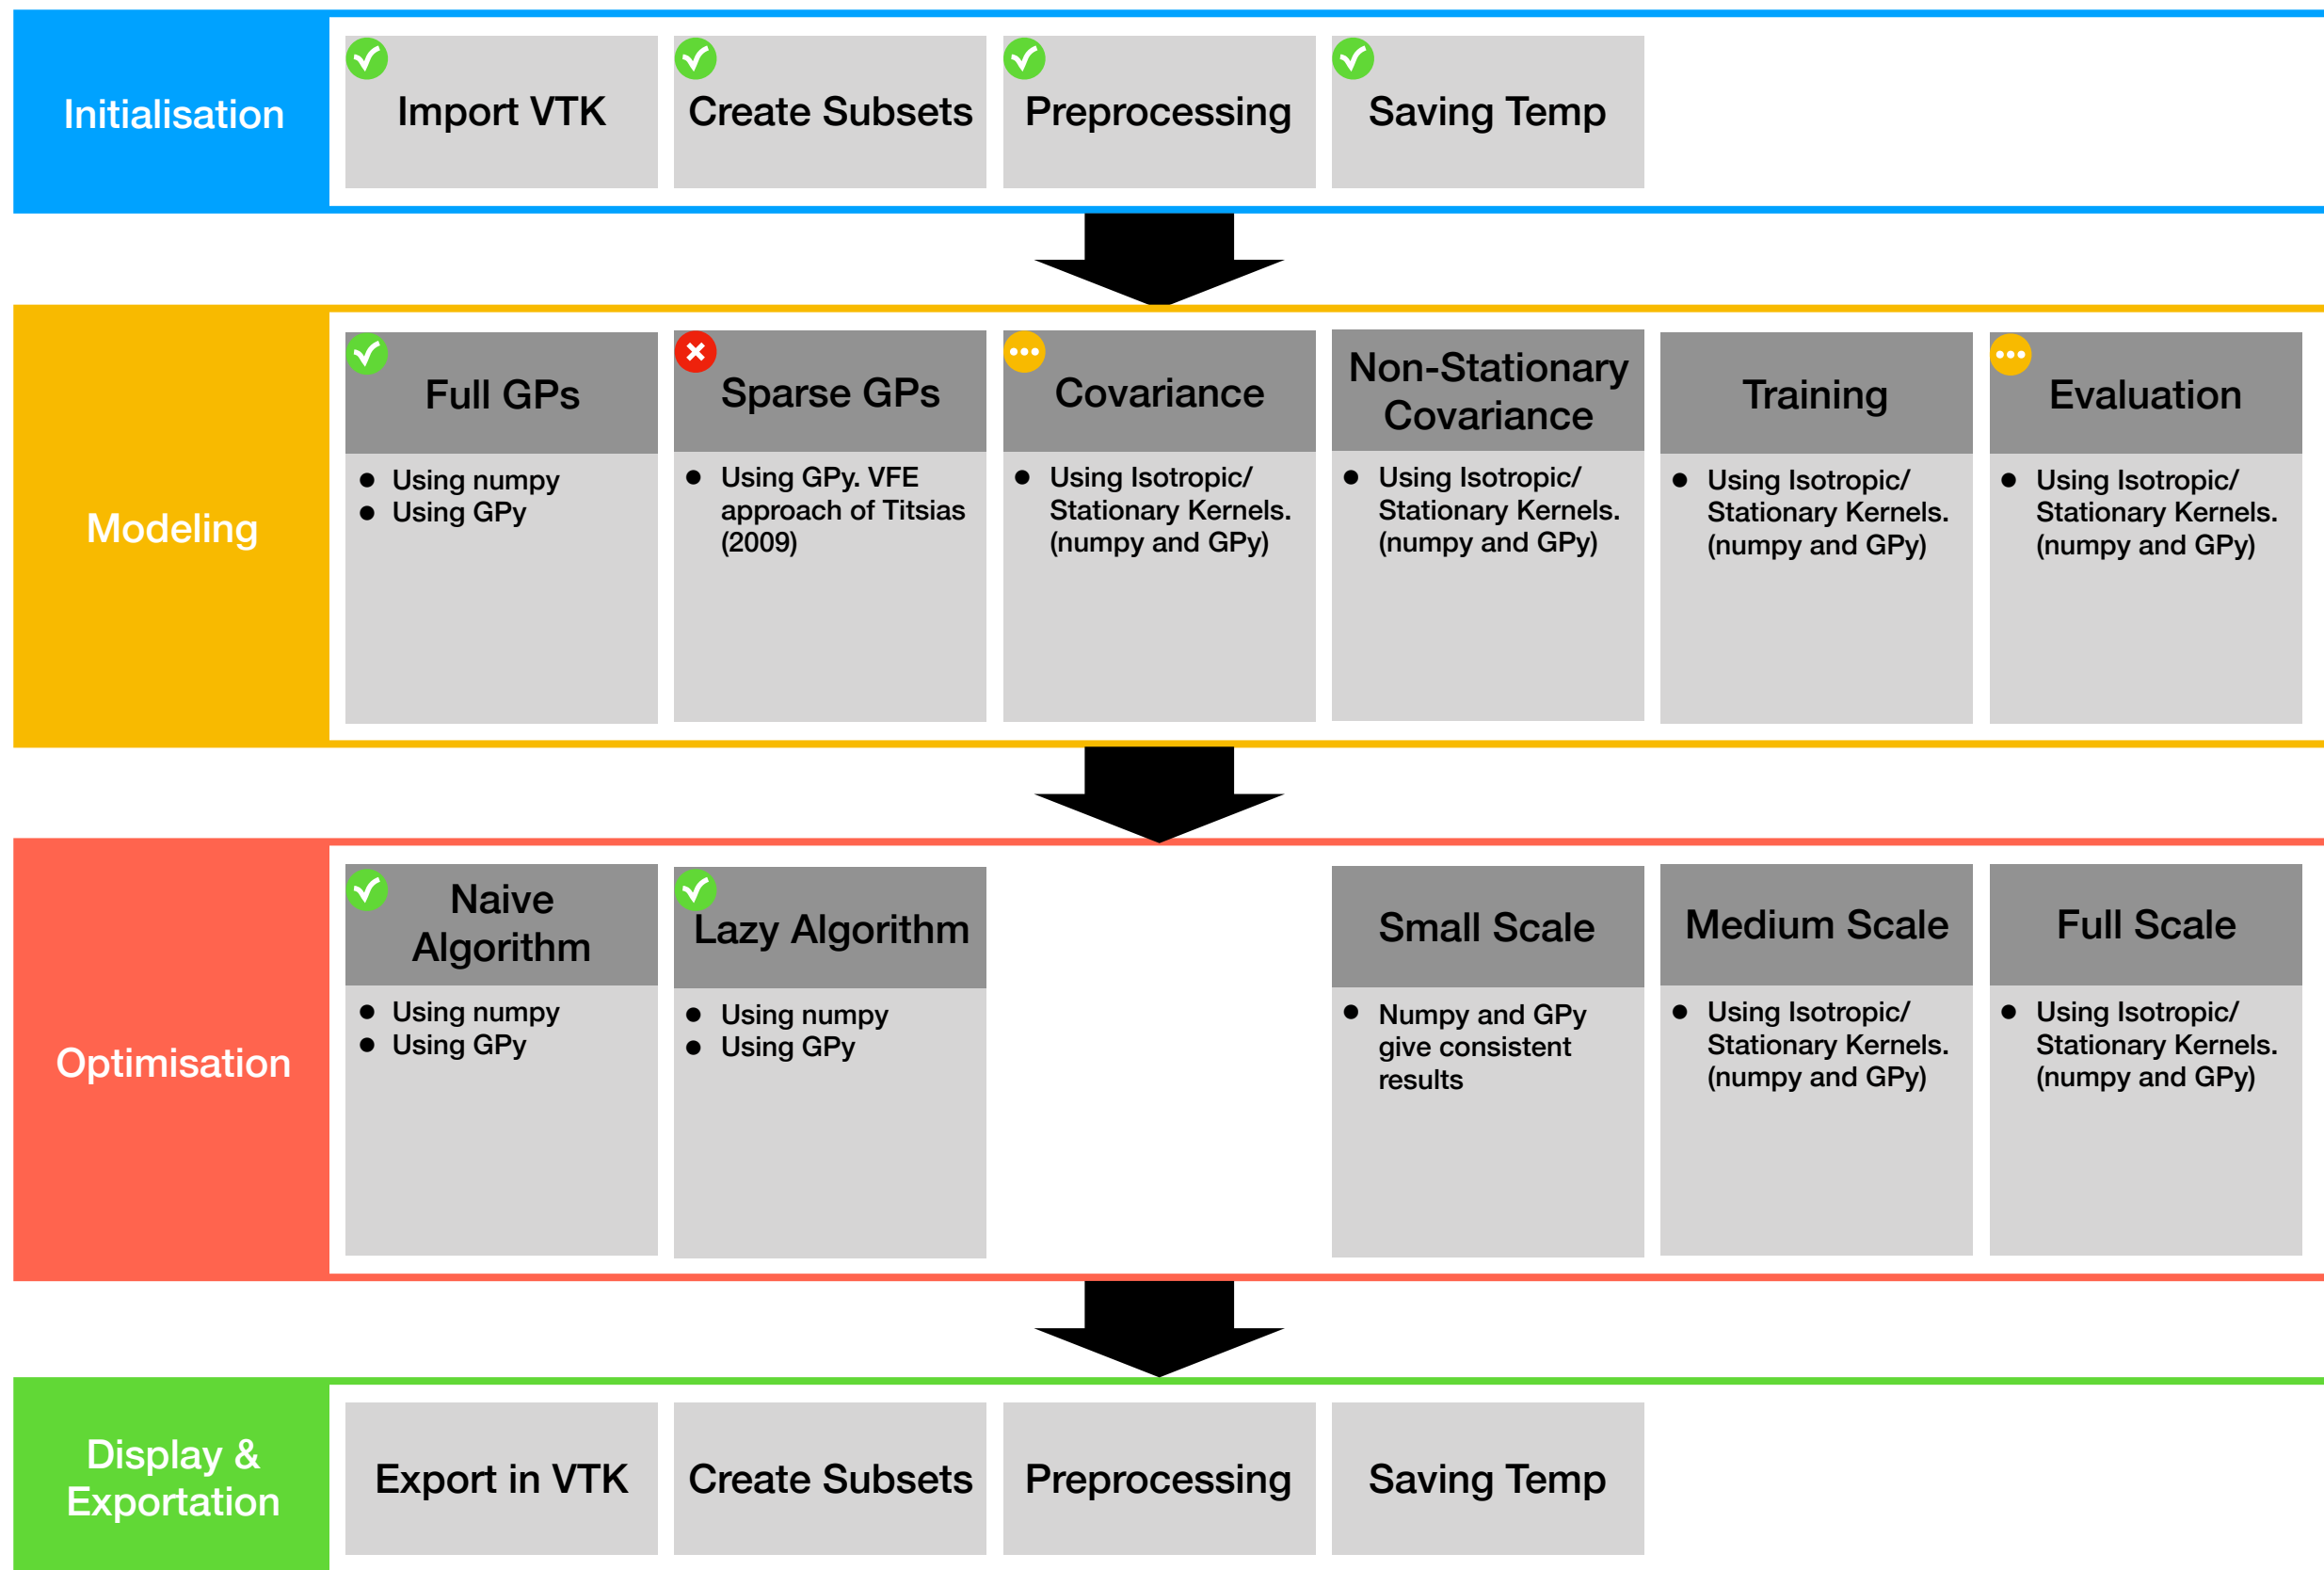 Initialisation
Import VTK
Create Subsets
Preprocessing
Saving Temp
Modeling
Full GPs
Using numpy
Using GPy
Sparse GPs
Using GPy. VFE
approach of Titsias
(2009)
Covariance
Using Isotropic/
Stationary Kernels.
(numpy and GPy)
Non-Stationary
Covariance
Using Isotropic/
Stationary Kernels.
(numpy and GPy)
Training
Using Isotropic/
Stationary Kernels.
(numpy and GPy)
Evaluation
Using Isotropic/
Stationary Kernels.
(numpy and GPy)
Optimisation
Naive
Algorithm
Using numpy
Using GPy
Lazy Algorithm
Using numpy
Using GPy
Small Scale
Numpy and GPy
give consistent
results
Medium Scale
Using Isotropic/
Stationary Kernels.
(numpy and GPy)
Full Scale
Using Isotropic/
Stationary Kernels.
(numpy and GPy)
Display &
Exportation
Export in VTK
Create Subsets
Preprocessing
Saving Temp